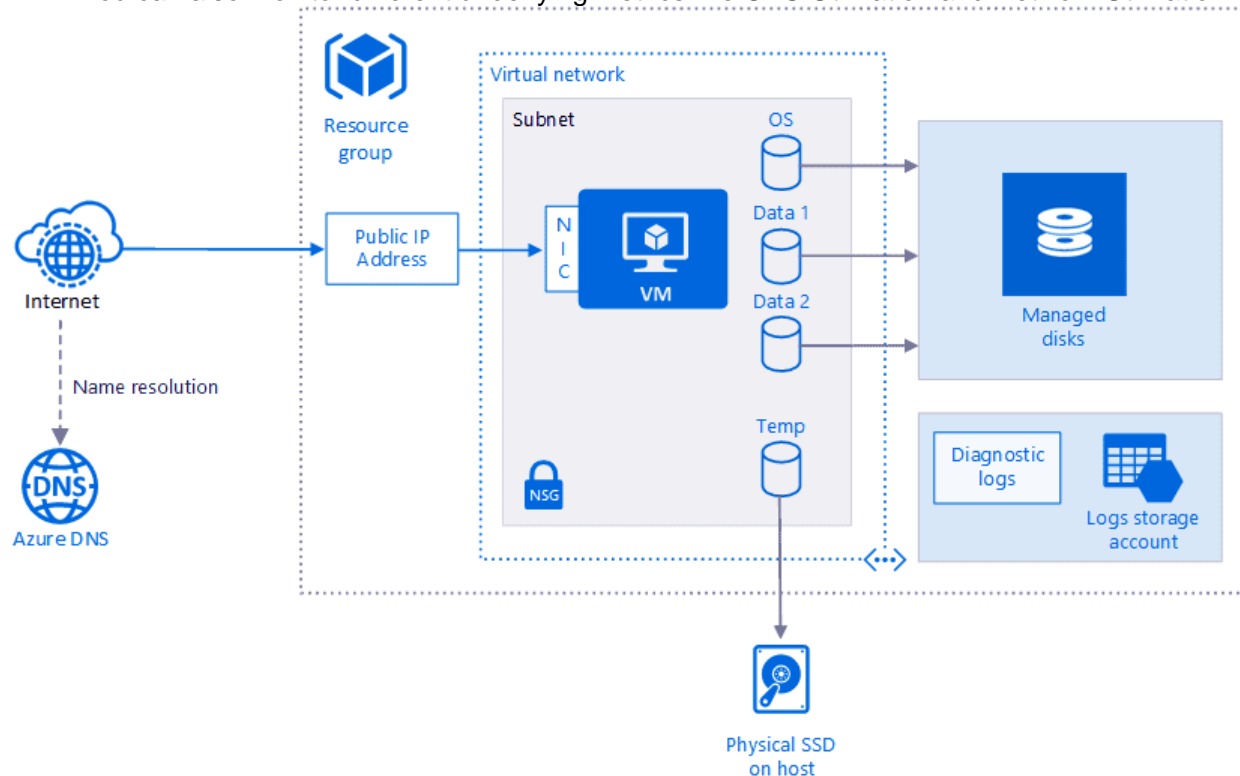 Resource
group
Virtual network
Subnet
OS
Data 1
Data 2
Temp
Public IP
Address
N
I
C
VM
NSG
Internet
Name resolution
DNS
Azure DNS
Managed
disks
Diagnostic
logs
Logs storage
account
Physical SSD
on host